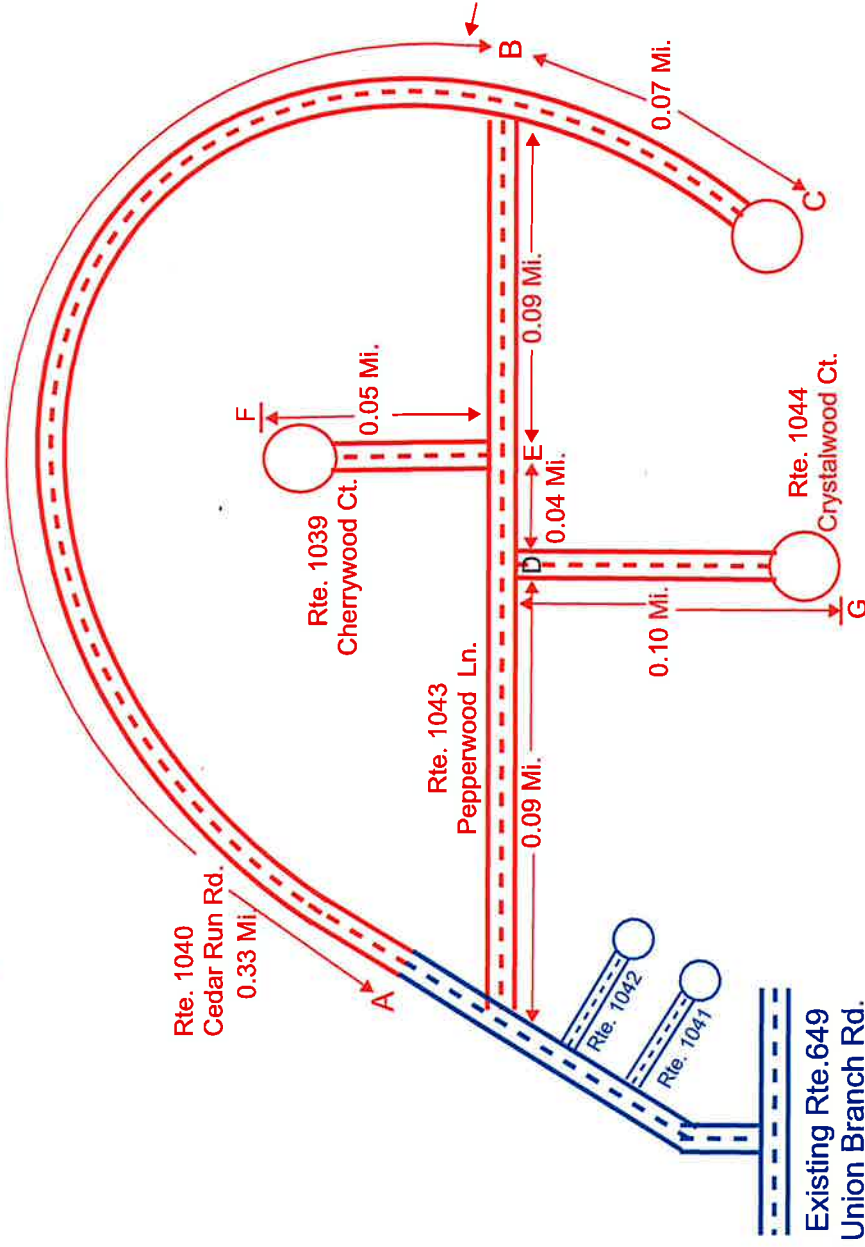 B
0.07 Mi.
C
F
0.05 Mi.
0.09 Mi.
Rte. 1039
Cherrywood Ct.
E
0.04 Mi.
D
Rte. 1044
Crystalwood Ct.
0.10 Mi.
G
Rte. 1043
Pepperwood Ln.
0.09 Mi.
Rte. 1040
Cedar Run Rd.
0.33 Mi.
A
Rte. 1042
Rte. 1041
Existing Rte.649
Union Branch Rd.